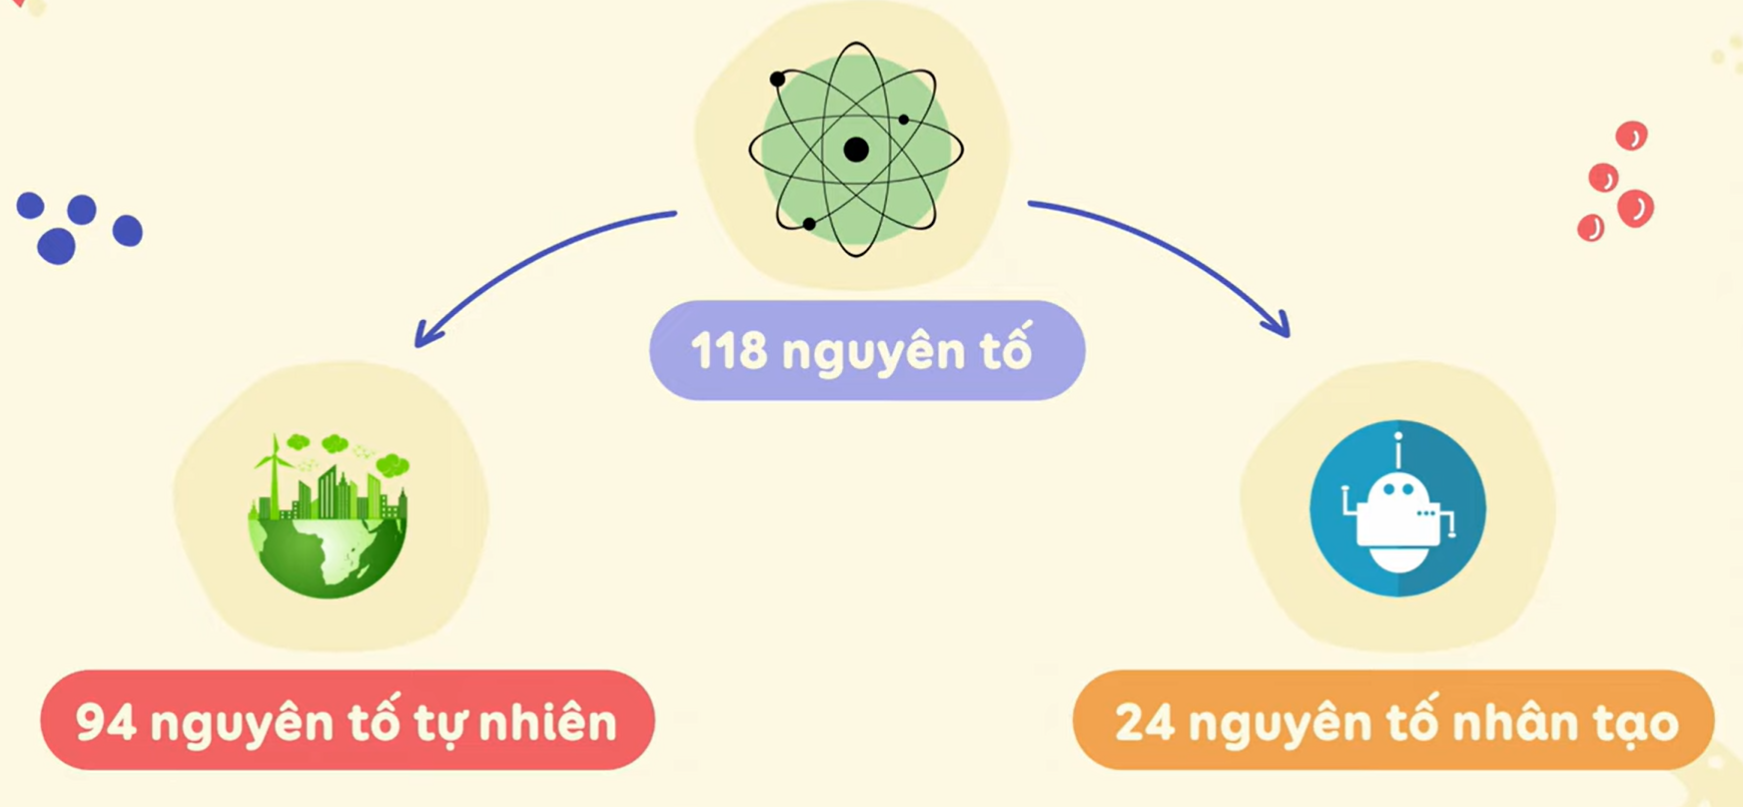 118 nguyên tố
94 nguyên tố tự nhiên
24 nguyên tố nhân tạo